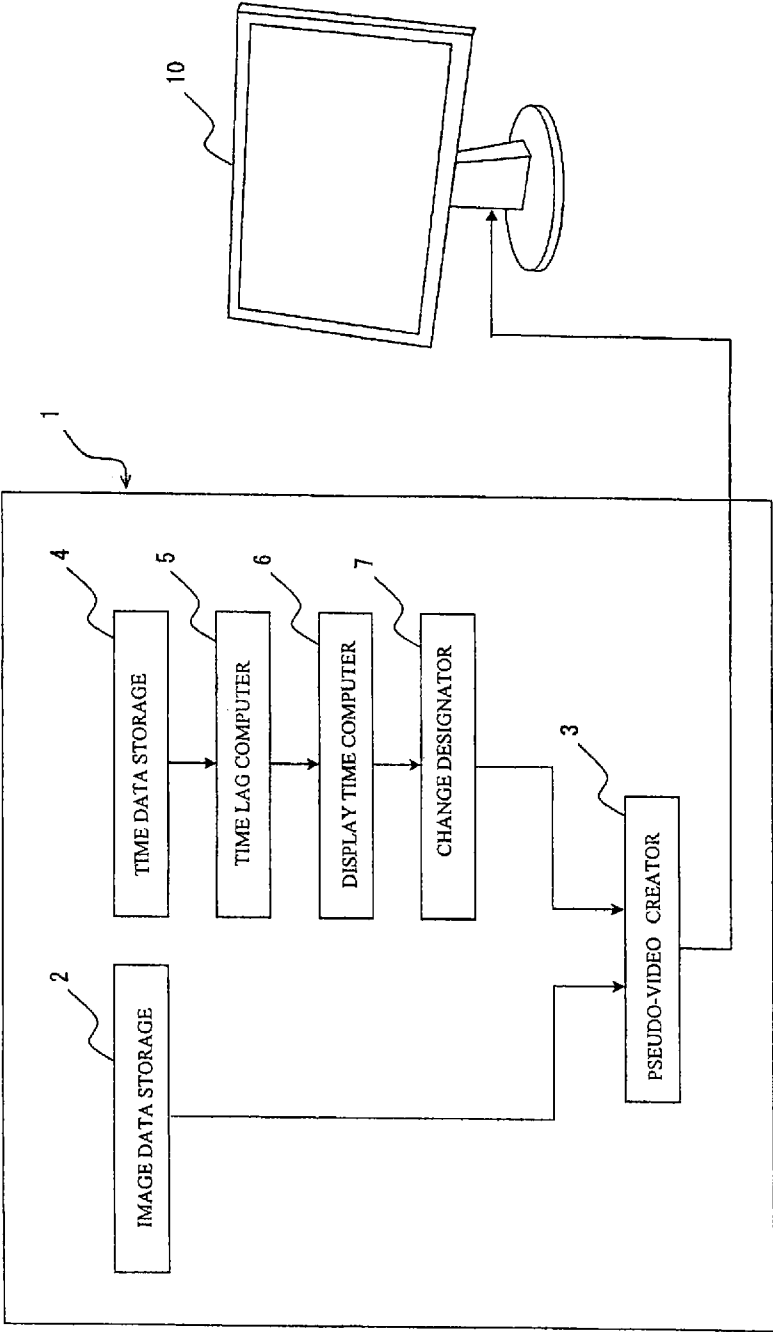 1
10
IMAGE DATA STORAGE
2
TIME DATA STORAGE
4
TIME LAG COMPUTER
5
DISPLAY TIME COMPUTER
6
CHANGE DESIGNATOR
7
PSEUDO-VIDEO CREATOR
3